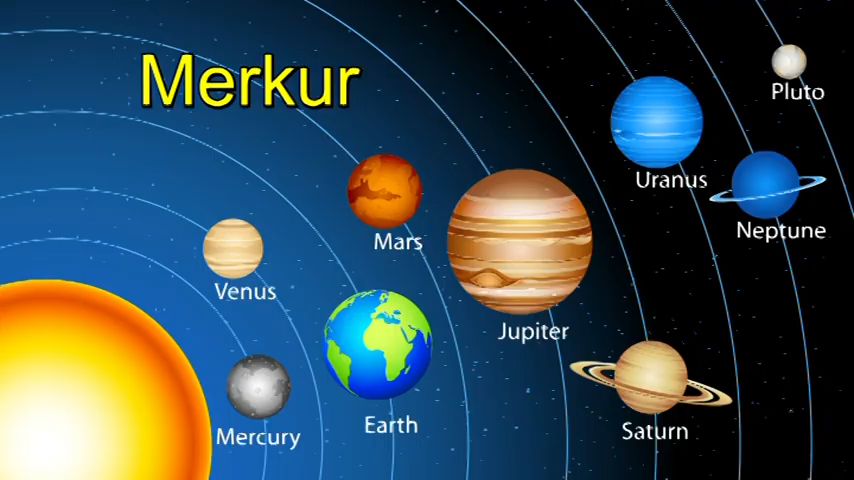 Merkur
Pluto
Uranus
Neptune
Mars
Venus
Jupiter
Earth
Saturn
Mercury